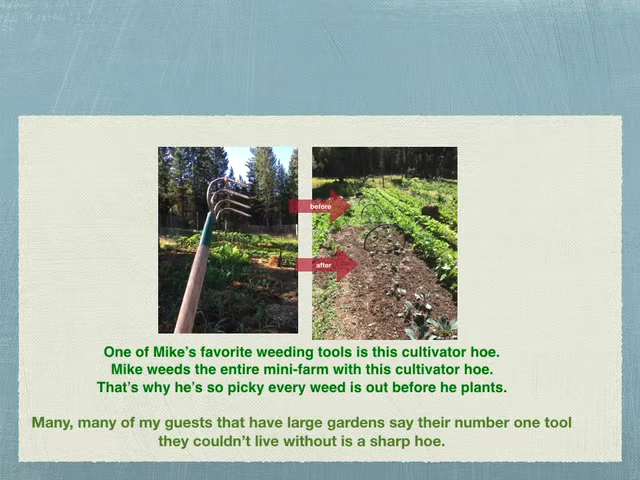 before
after
One of Mike’s favorite weeding tools is this cultivator hoe.
Mike weeds the entire mini-farm with this cultivator hoe.
That’s why he’s so picky every weed is out before he plants.
Many, many of my guests that have large gardens say their number one tool
they couldn’t live without is a sharp hoe.